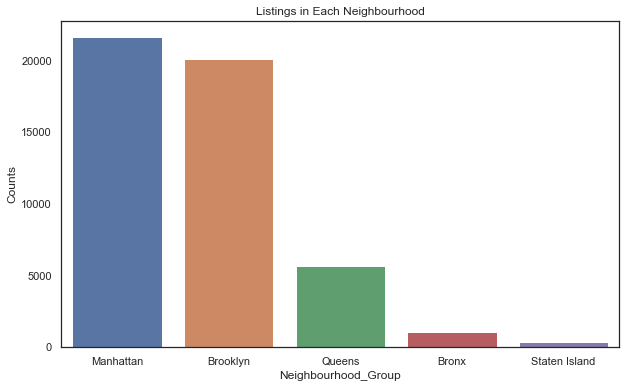 Listings in Each Neighbourhood
20000
15000
10000
5000
0
Counts
Manhattan Brooklyn Queens Bronx Staten Island
Neighbourhood_Group